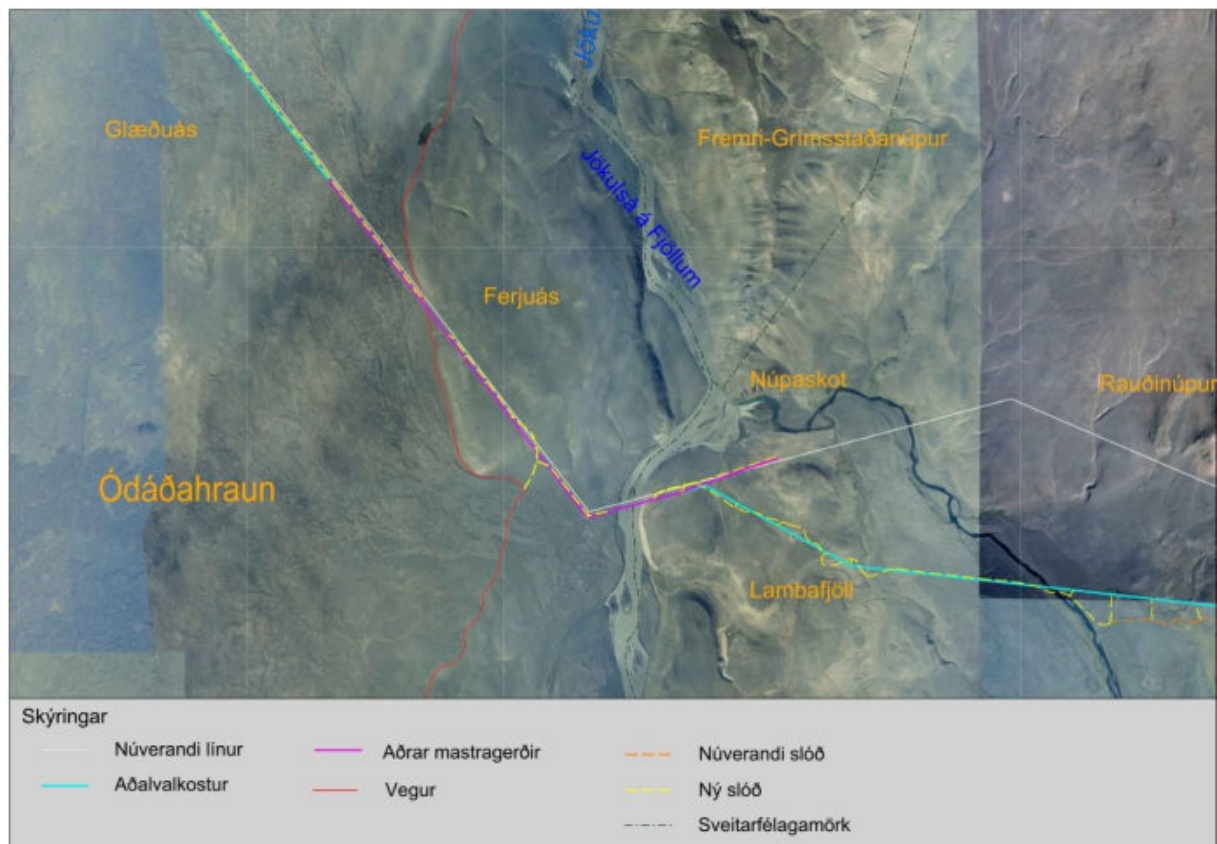 Jöku
Glæðuás
Fremri-Grímsstaðanúpur
Jökulsá á Fjöllum
Ferjuás
Núpaskot
Rauðinúpur
Ódáðahraun
Lambafjöll
Skýringar
Núverandi línur
Aðalvalkostur
Aðrar mastragerðir
Vegur
Núverandi slóð
Ný slóð
Sveitarfélagamörk